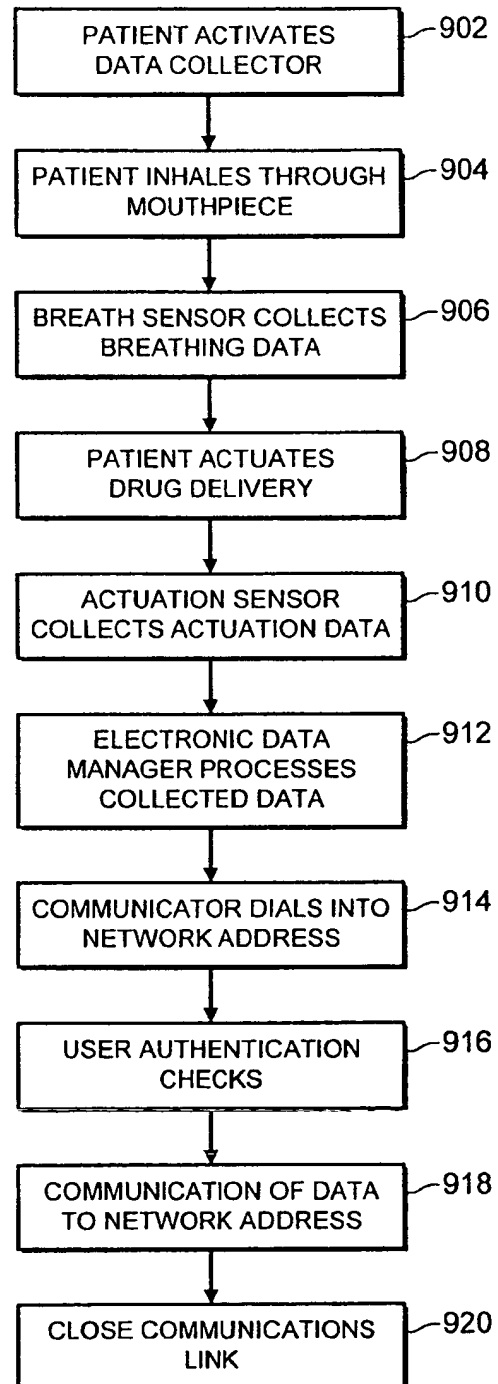 PATIENT ACTIVATES
DATA COLLECTOR
902
PATIENT INHALES THROUGH
MOUTHPIECE
904
BREATH SENSOR COLLECTS
BREATHING DATA
906
PATIENT ACTUATES
DRUG DELIVERY
908
ACTUATION SENSOR
COLLECTS ACTUATION DATA
910
ELECTRONIC DATA
MANAGER PROCESSES
COLLECTED DATA
912
COMMUNICATOR DIALS INTO
NETWORK ADDRESS
914
USER AUTHENTICATION
CHECKS
916
COMMUNICATION OF DATA
TO NETWORK ADDRESS
918
CLOSE COMMUNICATIONS
LINK
920